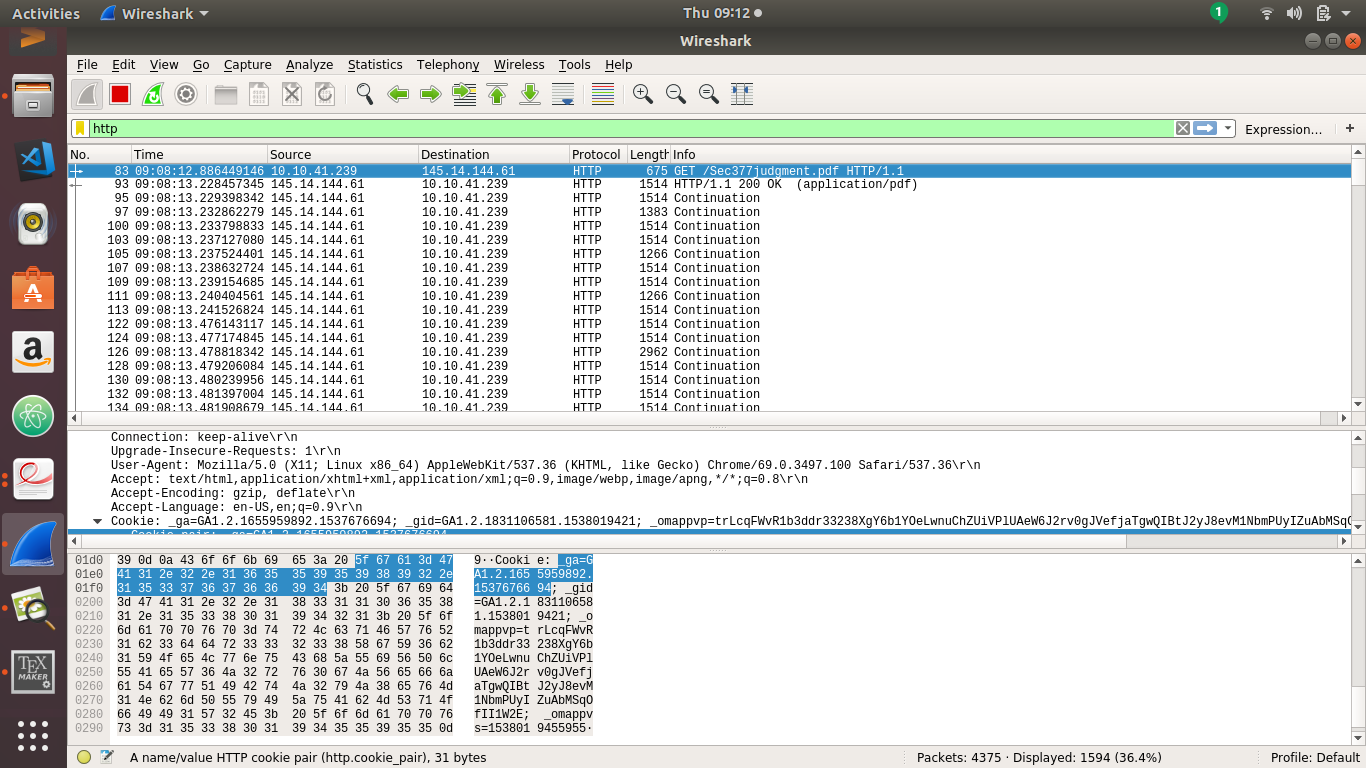 Activities Wireshark Thu 09:12 1
Wireshark
File Edit View Go Capture Analyze Statistics Telephony Wireless Tools Help
http Expression… +
No. Time Source Destination Protocol Length Info
83 09:08:12.886449146 10.10.41.239 145.14.144.61 HTTP 675 GET /Sec377judgment.pdf HTTP/1.1
93 09:08:13.228457345 145.14.144.61 10.10.41.239 HTTP 1514 HTTP/1.1 200 OK (application/pdf)
95 09:08:13.229398342 145.14.144.61 10.10.41.239 HTTP 1514 Continuation
97 09:08:13.232862279 145.14.144.61 10.10.41.239 HTTP 1383 Continuation
100 09:08:13.233798833 145.14.144.61 10.10.41.239 HTTP 1514 Continuation
103 09:08:13.237127080 145.14.144.61 10.10.41.239 HTTP 1514 Continuation
105 09:08:13.237524401 145.14.144.61 10.10.41.239 HTTP 1266 Continuation
107 09:08:13.238632724 145.14.144.61 10.10.41.239 HTTP 1514 Continuation
109 09:08:13.239154685 145.14.144.61 10.10.41.239 HTTP 1514 Continuation
111 09:08:13.240404561 145.14.144.61 10.10.41.239 HTTP 1266 Continuation
113 09:08:13.241526824 145.14.144.61 10.10.41.239 HTTP 1514 Continuation
122 09:08:13.476143117 145.14.144.61 10.10.41.239 HTTP 1514 Continuation
124 09:08:13.477174845 145.14.144.61 10.10.41.239 HTTP 1514 Continuation
126 09:08:13.478818342 145.14.144.61 10.10.41.239 HTTP 2962 Continuation
128 09:08:13.479206084 145.14.144.61 10.10.41.239 HTTP 1514 Continuation
130 09:08:13.480239956 145.14.144.61 10.10.41.239 HTTP 1514 Continuation
132 09:08:13.481397004 145.14.144.61 10.10.41.239 HTTP 1514 Continuation
134 09:08:13.481908679 145.14.144.61 10.10.41.239 HTTP 1514 Continuation
Connection: keep-alive\r\n
Upgrade-Insecure-Requests: 1\r\n
User-Agent: Mozilla/5.0 (X11; Linux x86_64) AppleWebKit/537.36 (KHTML, like Gecko) Chrome/69.0.3497.100 Safari/537.36\r\n
Accept: text/html,application/xhtml+xml,application/xml;q=0.9,image/webp,image/apng,*/*;q=0.8\r\n
Accept-Encoding: gzip, deflate\r\n
Accept-Language: en-US,en;q=0.9\r\n
Cookie: _ga=GA1.2.1655959892.1537676694; _gid=GA1.2.1831106581.1538019421; _omappvp=trLcqFWvR1b3ddr33238XgY6b1YOeLwnuChZUiVPlUAeW6J2rv0gJVefjaTgwQIBtJ2yJ8evM1NbmPUyIZuAbMSqO
Cookie pair: _ga=GA1.2.1655959892.1537676694
01d0 39 0d 0a 43 6f 6f 6b 69 65 3a 20 5f 67 61 3d 47 9··Cookie: _ga=G
01e0 41 31 2e 32 2e 31 36 35 35 39 35 39 38 39 32 2e A1.2.165 5959892.
01f0 31 35 33 37 36 37 36 36 39 34 3b 20 5f 67 69 64 15376766 94; _gid
0200 3d 47 41 31 2e 32 2e 31 38 33 31 31 30 36 35 38 =GA1.2.1 83110658
0210 31 2e 31 35 33 38 30 31 39 34 32 31 3b 20 5f 6f 1.153801 9421; _o
0220 6d 61 70 70 76 70 3d 74 72 4c 63 71 46 57 76 52 mappvp=t rLcqFWvR
0230 31 62 33 64 64 72 33 33 32 33 38 58 67 59 36 62 1b3ddr33 238XgY6b
0240 31 59 4f 65 4c 77 6e 75 43 68 5a 55 69 56 50 6c 1YOeLwnu ChZUiVPl
0250 55 41 65 57 36 4a 32 72 76 30 67 4a 56 65 66 6a UAeW6J2r v0gJVefj
0260 61 54 67 77 51 49 42 74 4a 32 79 4a 38 65 76 4d aTgwQIBt J2yJ8evM
0270 31 4e 62 6d 50 55 79 49 5a 75 41 62 4d 53 71 4f 1NbmPUyI ZuAbMSqO
0280 66 49 49 31 57 32 45 3b 20 5f 6f 6d 61 70 70 76 fII1W2E; _omappv
0290 73 3d 31 35 33 38 30 31 39 34 35 35 39 35 35 0d s=153801 9455955·
A name/value HTTP cookie pair (http.cookie_pair), 31 bytes Packets: 4375 · Displayed: 1594 (36.4%) Profile: Default